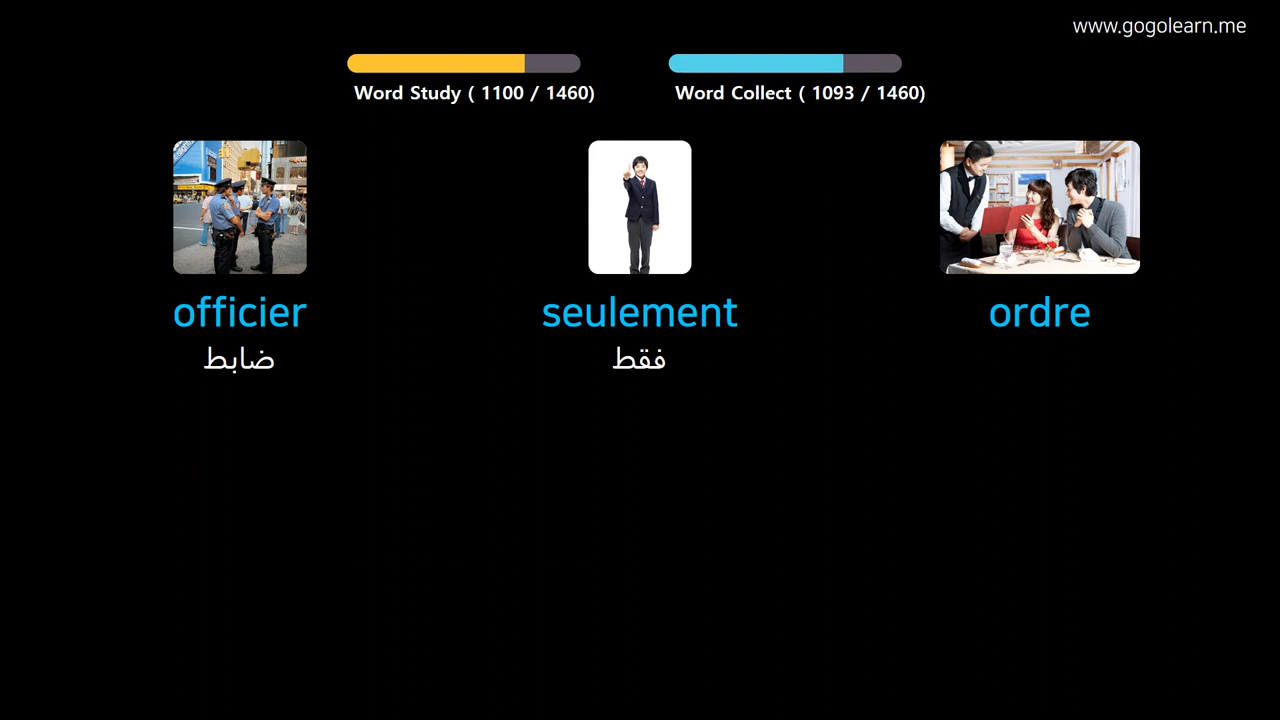 www.gogolearn.me
Word Study ( 1100 / 1460)
Word Collect ( 1093 / 1460)
officier
seulement
ordre
ضابط
فقط